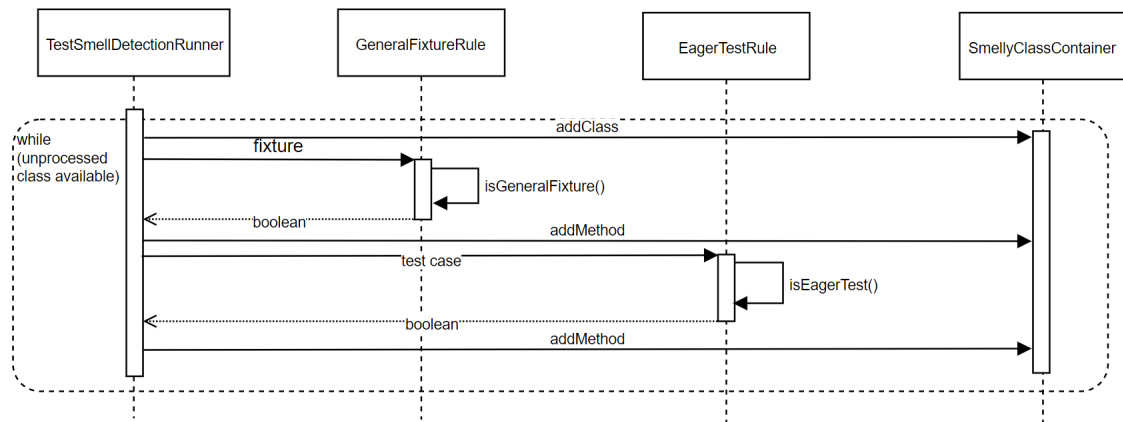 TestSmellDetectionRunner
GeneralFixtureRule
EagerTestRule
SmellyClassContainer
while
(unprocessed
class available)
addClass
fixture
isGeneralFixture()
boolean
addMethod
test case
isEagerTest()
boolean
addMethod